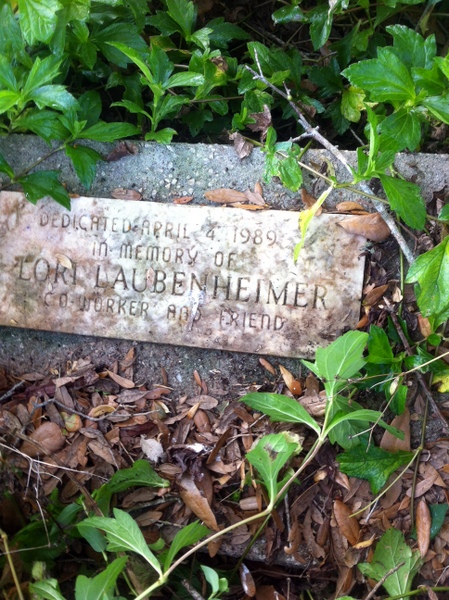 DEDICATED APRIL 4, 1989
IN MEMORY OF
LORI LAUBENHEIMER
CO-WORKER AND FRIEND